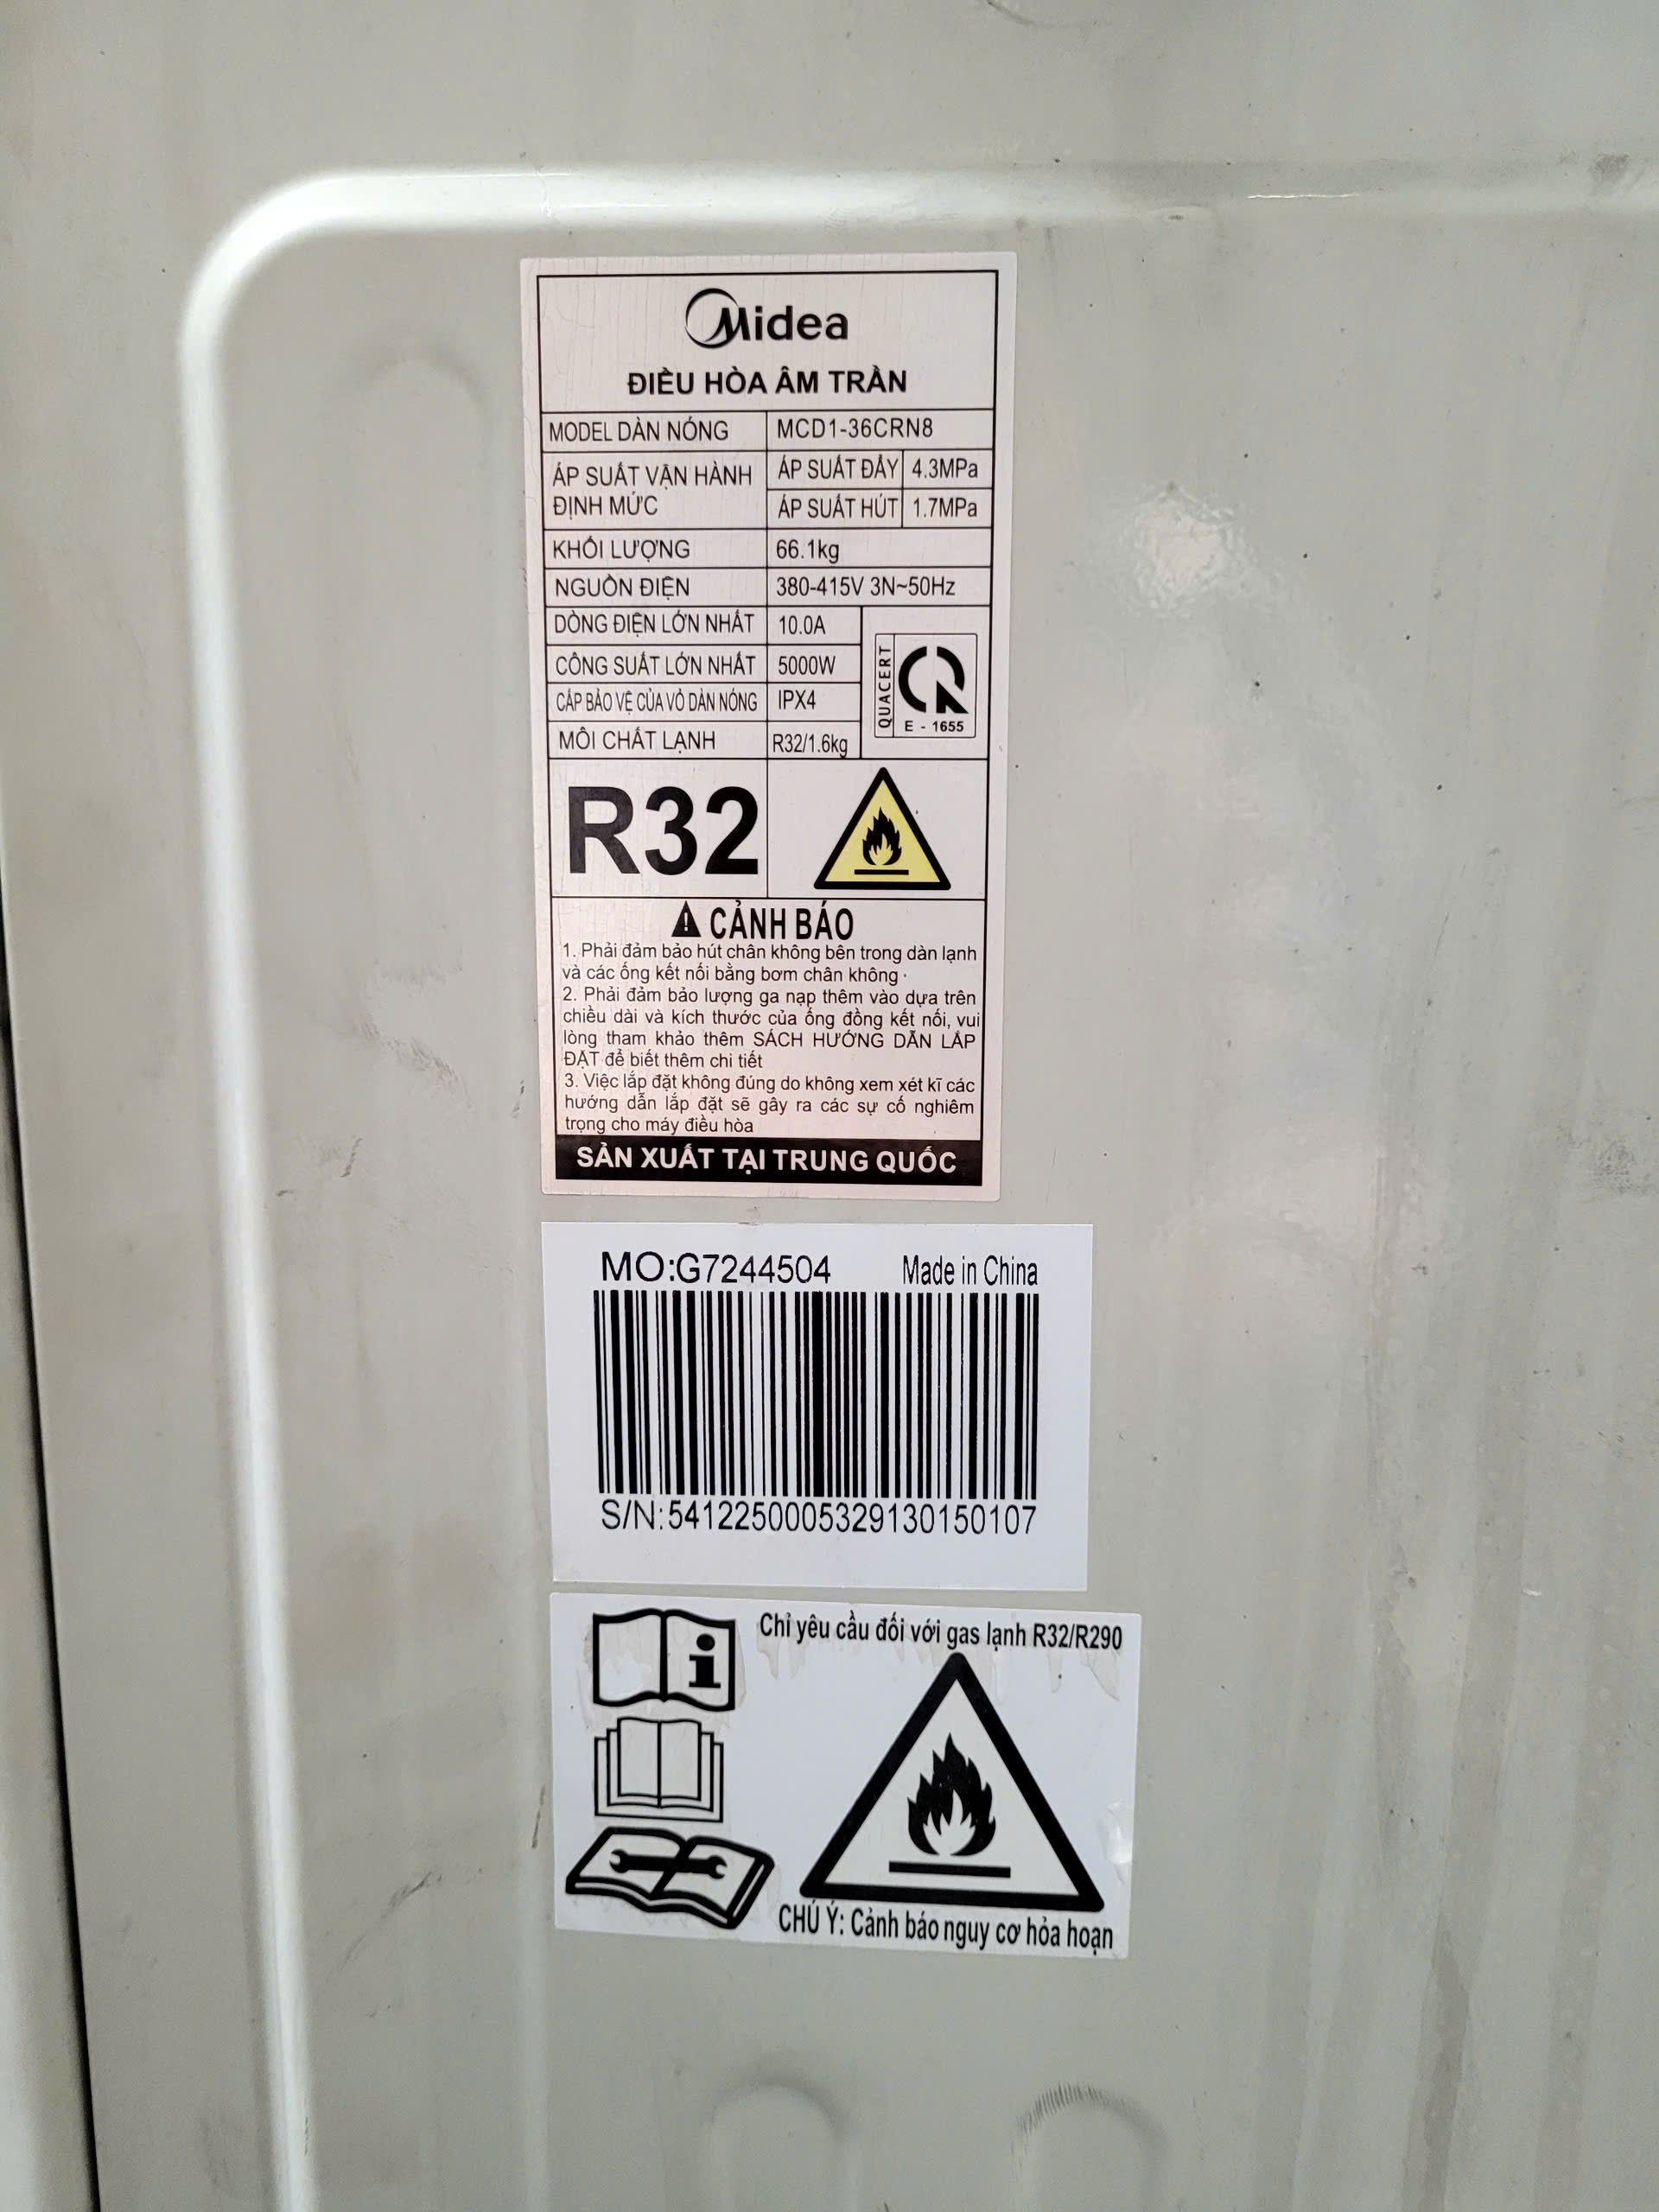 Midea
ĐIỀU HÒA ÂM TRẦN
MODEL DÀN NÓNG MCD1-36CRN8
ÁP SUẤT VẬN HÀNH ĐỊNH MỨC
ÁP SUẤT ĐẨY 4.3MPa
ÁP SUẤT HÚT 1.7MPa
KHỐI LƯỢNG 66.1kg
NGUỒN ĐIỆN 380-415V 3N~50Hz
DÒNG ĐIỆN LỚN NHẤT 10.0A
CÔNG SUẤT LỚN NHẤT 5000W
CẤP BẢO VỆ CỦA VỎ DÀN NÓNG IPX4
MÔI CHẤT LẠNH R32/1.6kg
QUACERT
E - 1655
R32
CẢNH BÁO
1. Phải đảm bảo hút chân không bên trong dàn lạnh
và các ống kết nối bằng bơm chân không.
2. Phải đảm bảo lượng ga nạp thêm vào dựa trên
chiều dài và kích thước của ống đồng kết nối, vui
lòng tham khảo thêm SÁCH HƯỚNG DẪN LẮP
ĐẶT để biết thêm chi tiết
3. Việc lắp đặt không đúng do không xem xét kĩ các
hướng dẫn lắp đặt sẽ gây ra các sự cố nghiêm
trọng cho máy điều hòa
SẢN XUẤT TẠI TRUNG QUỐC
MO:G7244504 Made in China
S/N:5412250005329130150107
Chỉ yêu cầu đối với gas lạnh R32/R290
CHÚ Ý: Cảnh báo nguy cơ hỏa hoạn